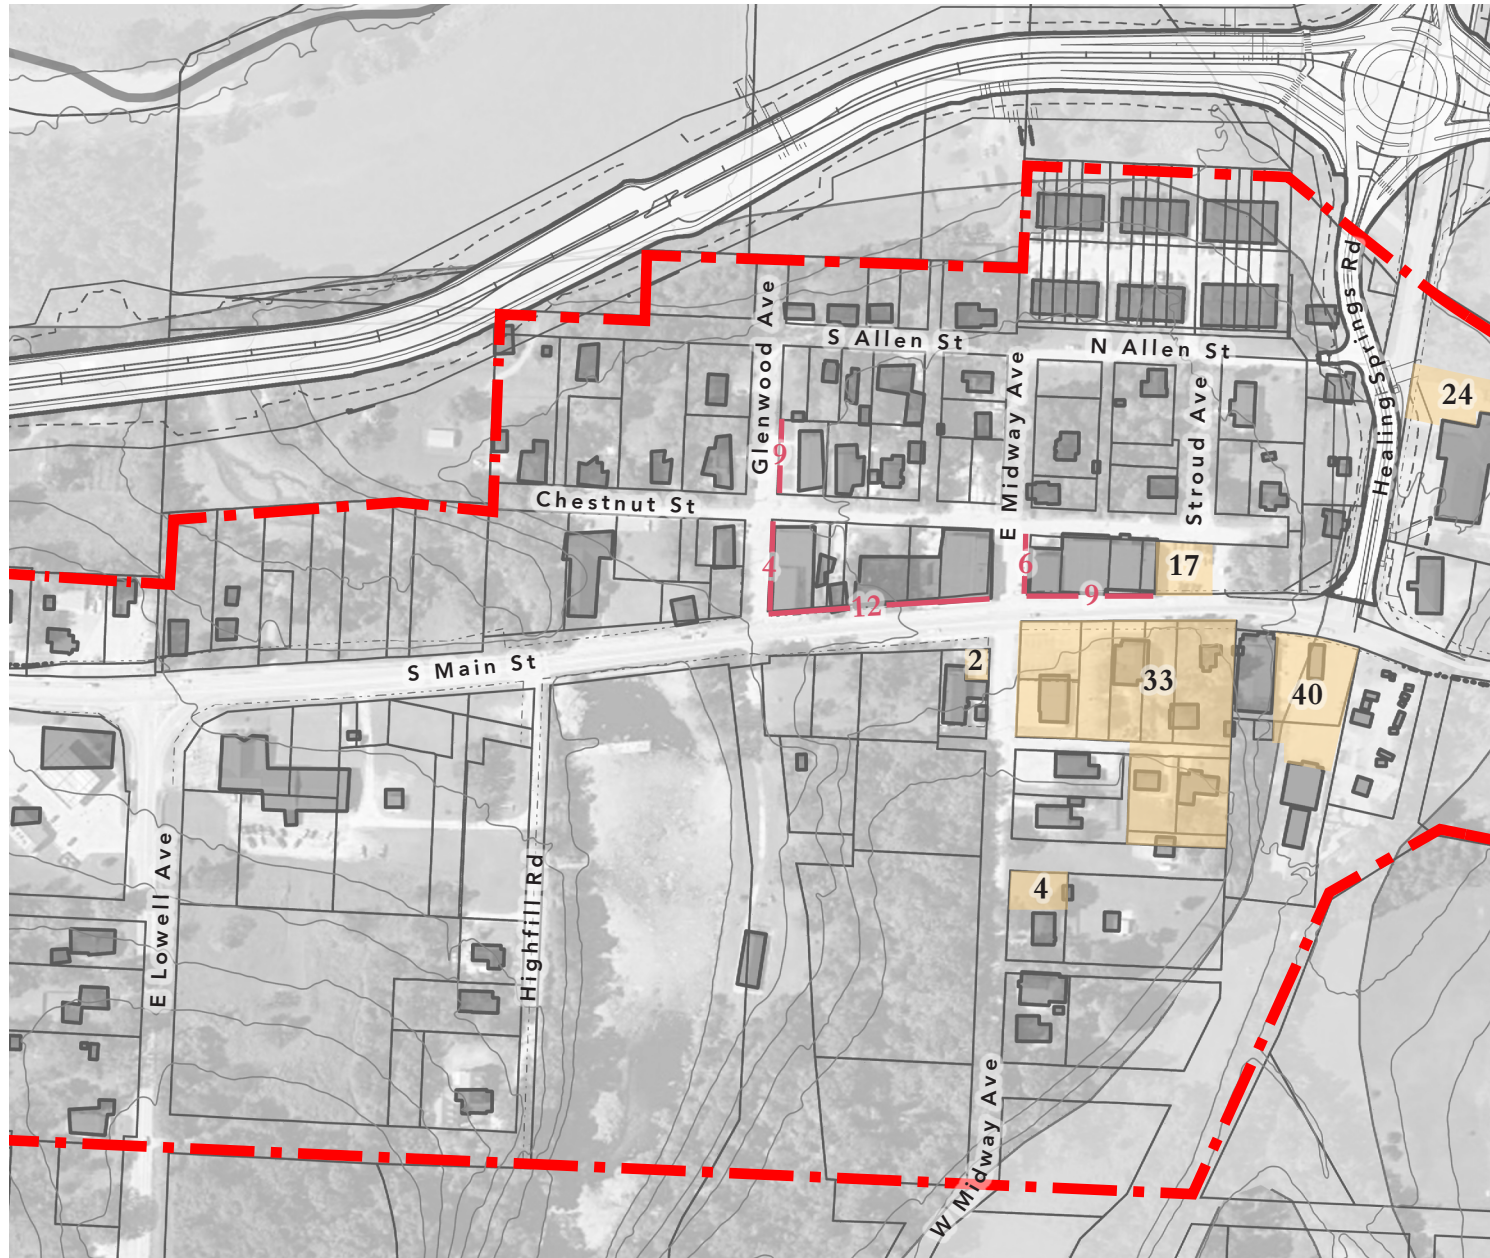 Healing Springs Rd
Glenwood Ave
S Allen St
N Allen St
E Midway Ave
Stroud Ave
24
9
Chestnut St
4
12
6
9
17
S Main St
2
33
40
E Lowell Ave
Highfill Rd
4
W Midway Ave